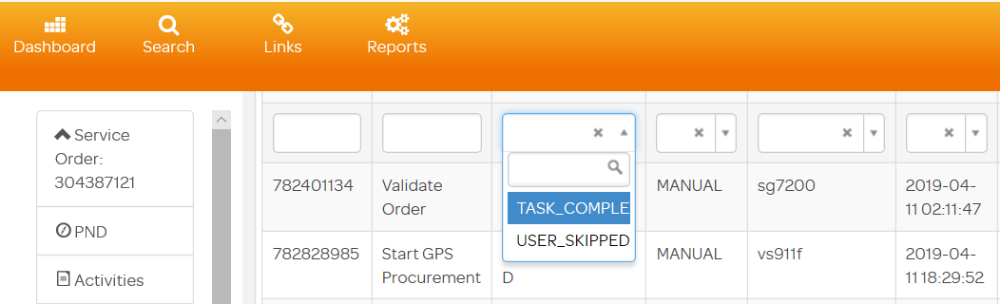 Dashboard Search Links Reports
Service
Order:
304387121
PND
Activities
TASK_COMPLE
USER_SKIPPED
782401134 Validate MANUAL sg7200 2019-04-
Order 11 02:11:47
782828985 Start GPS MANUAL vs911f 2019-04-
Procurement D 11 18:29:52